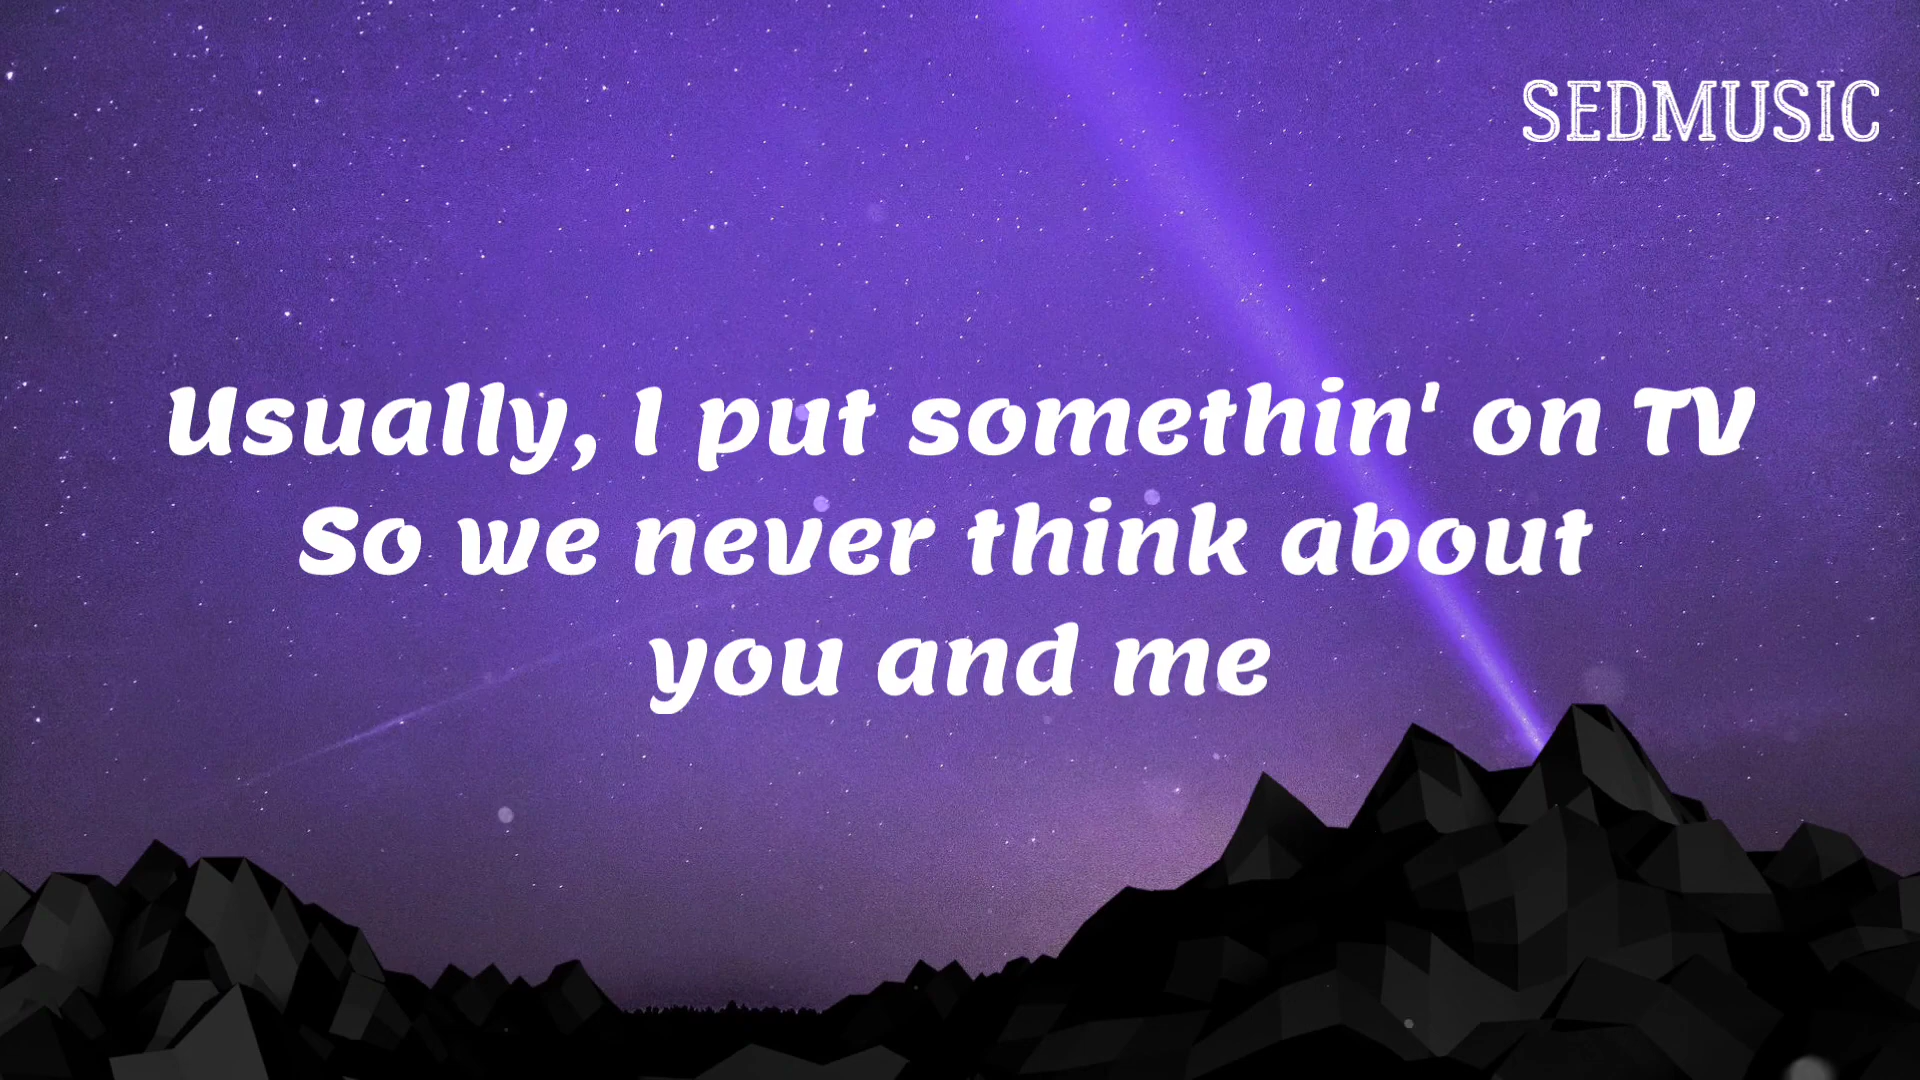 SEDMUSIC
Usually, I put somethin' on TV
So we never think about
you and me